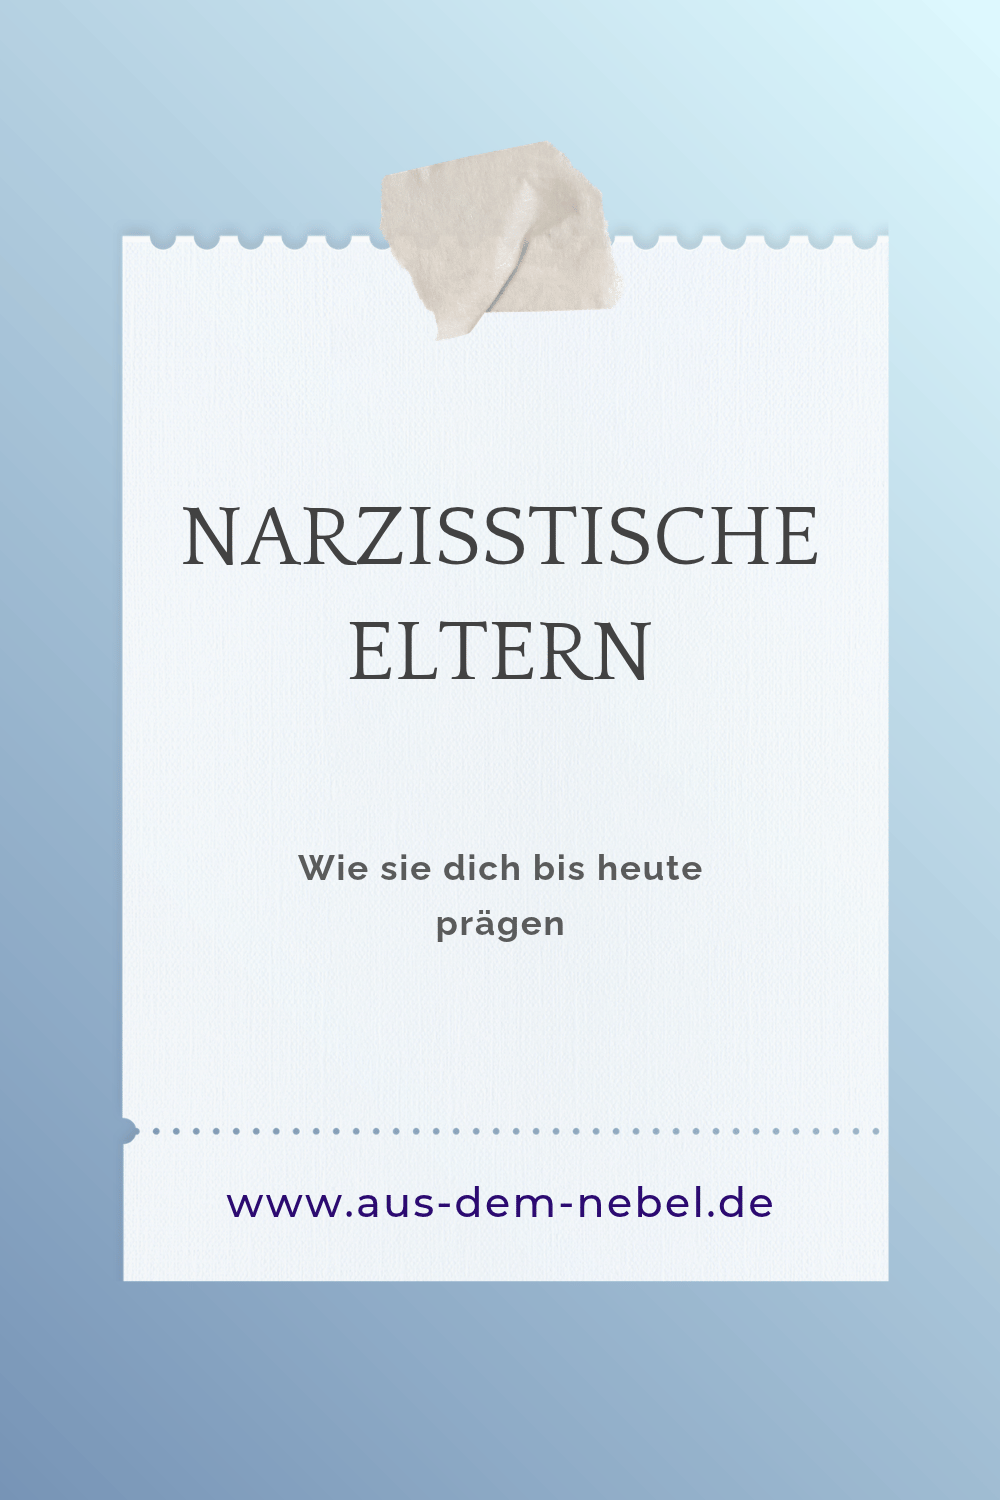 NARZISSTISCHE
ELTERN
Wie sie dich bis heute
prägen
www.aus-dem-nebel.de